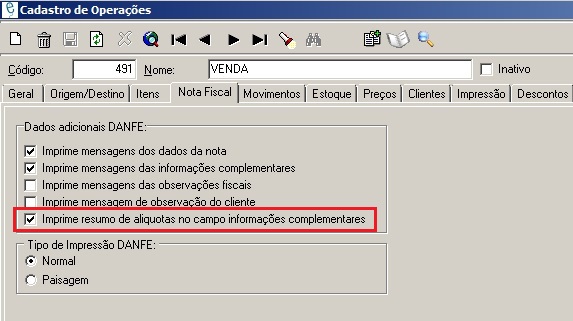 Cadastro de Operações
Código: 491 Nome: VENDA Inativo
Geral Origem/Destino Itens Nota Fiscal Movimentos Estoque Preços Clientes Impressão Descontos
Dados adicionais DANFE:
Imprime mensagens dos dados da nota
Imprime mensagens das informações complementares
Imprime mensagens das observações fiscais
Imprime mensagem de observação do cliente
Imprime resumo de aliquotas no campo informações complementares
Tipo de Impressão DANFE:
Normal
Paisagem